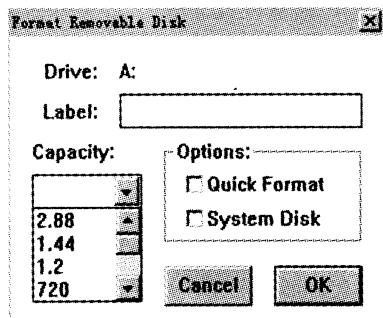 Format Removable Disk
Drive: A:
Label:
Capacity:
2.88
1.44
1.2
720
Options:
Quick Format
System Disk
Cancel
OK